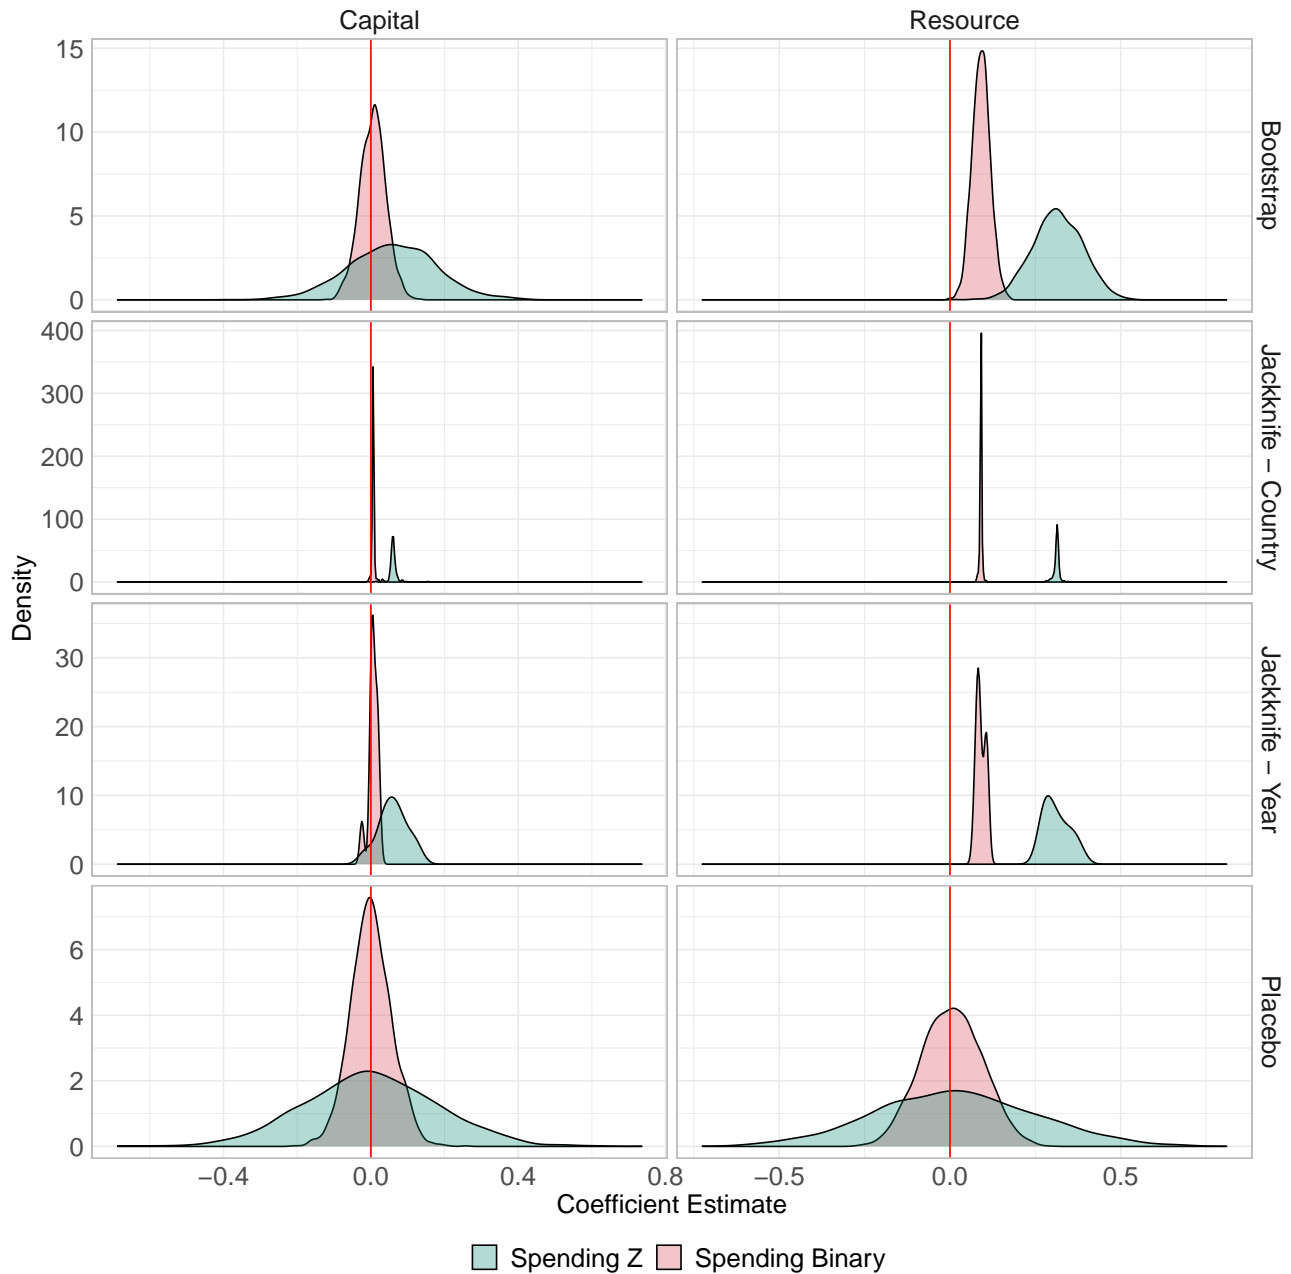 Capital Resource
15
10
5
0
Bootstrap
400
300
200
100
0
Jackknife – Country
30
20
10
0
Jackknife – Year
6
4
2
0
Placebo
Density
−0.4 0.0 0.4 0.8 −0.5 0.0 0.5
Coefficient Estimate
Spending Z Spending Binary